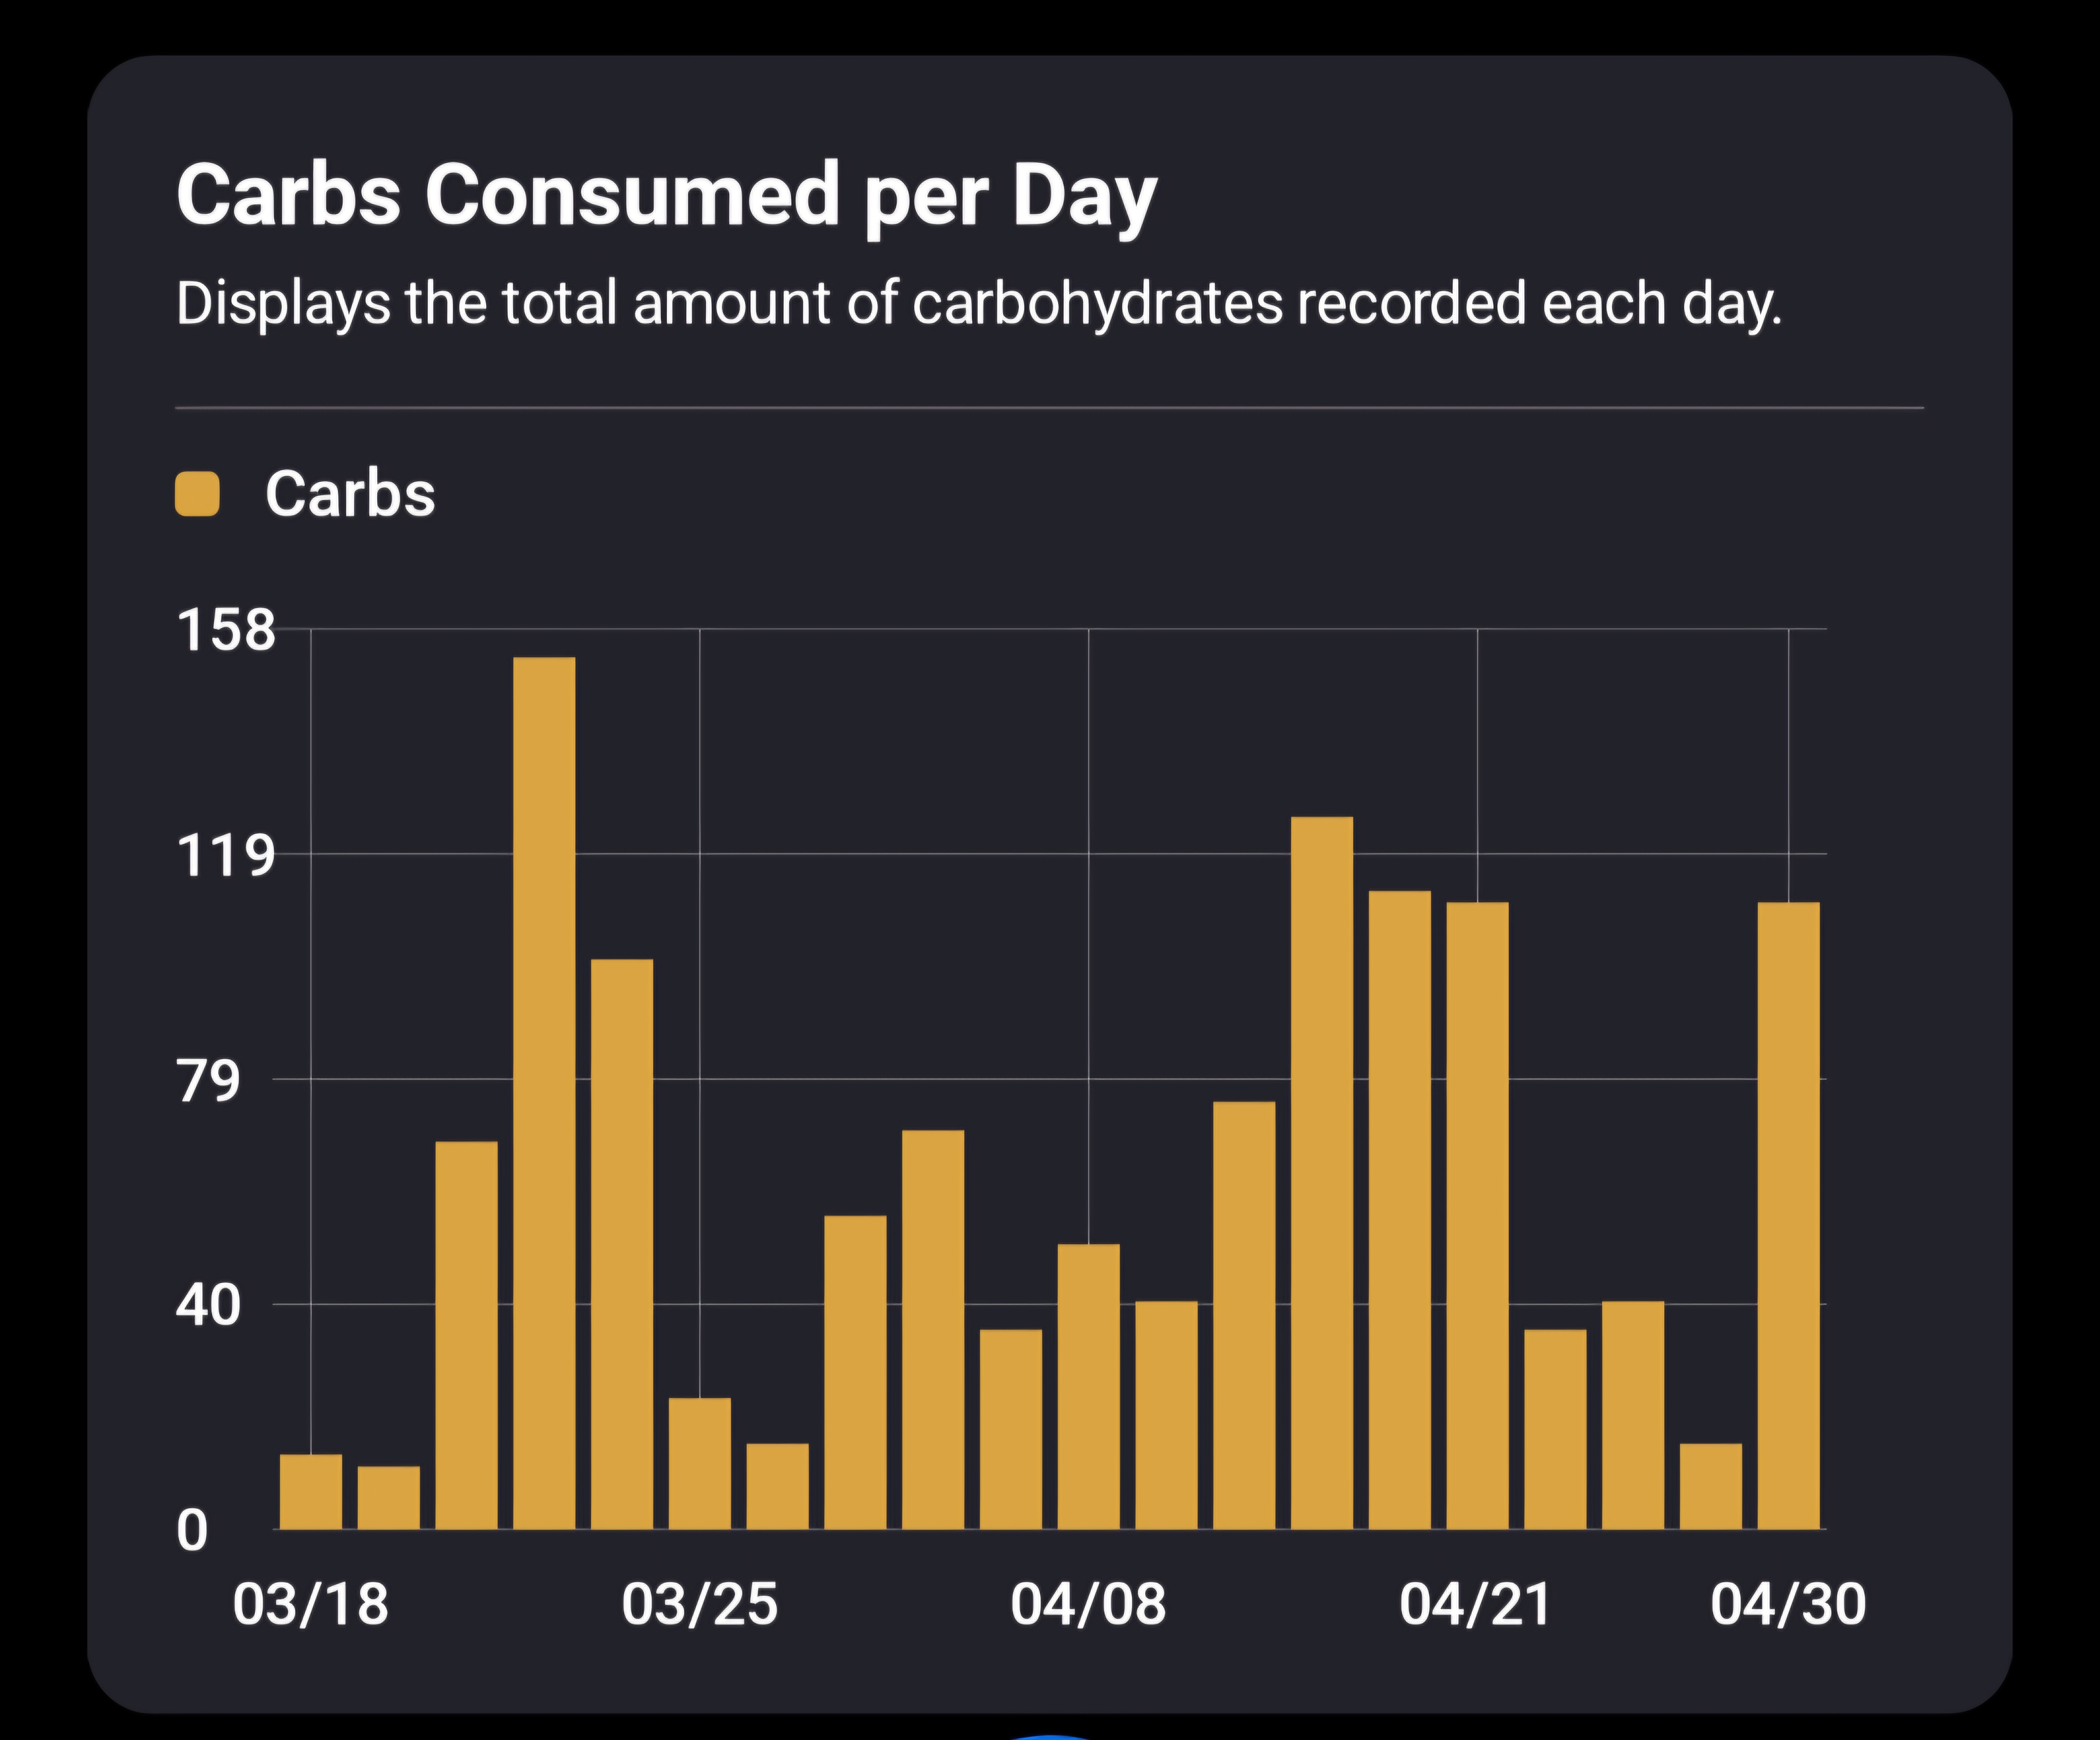 Carbs Consumed per Day
Displays the total amount of carbohydrates recorded each day.
Carbs
158
119
79
40
0
03/18 03/25 04/08 04/21 04/30